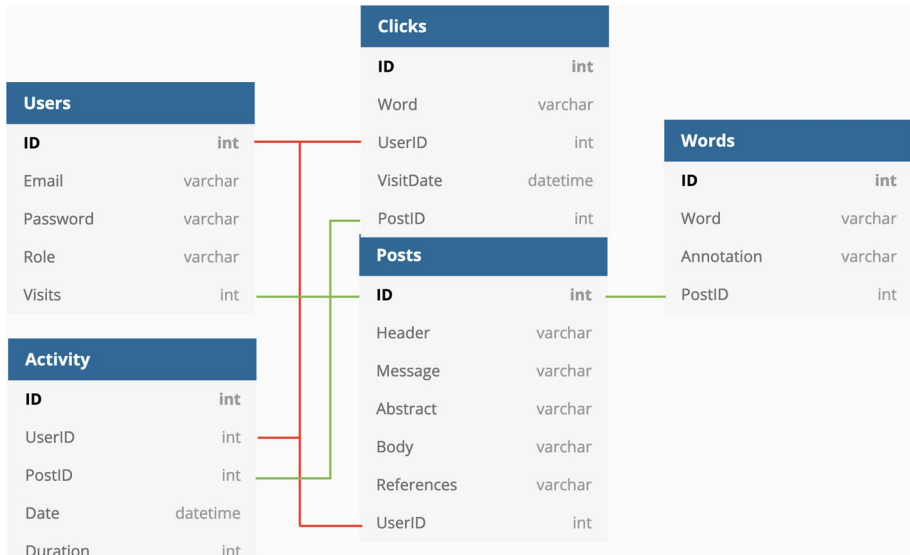 Clicks
ID int
Word varchar
UserID int
VisitDate datetime
PostID int
Users
ID int
Email varchar
Password varchar
Role varchar
Visits int
Words
ID int
Word varchar
Annotation varchar
PostID int
Posts
ID int
Header varchar
Message varchar
Abstract varchar
Body varchar
References varchar
UserID int
Activity
ID int
UserID int
PostID int
Date datetime
Duration int